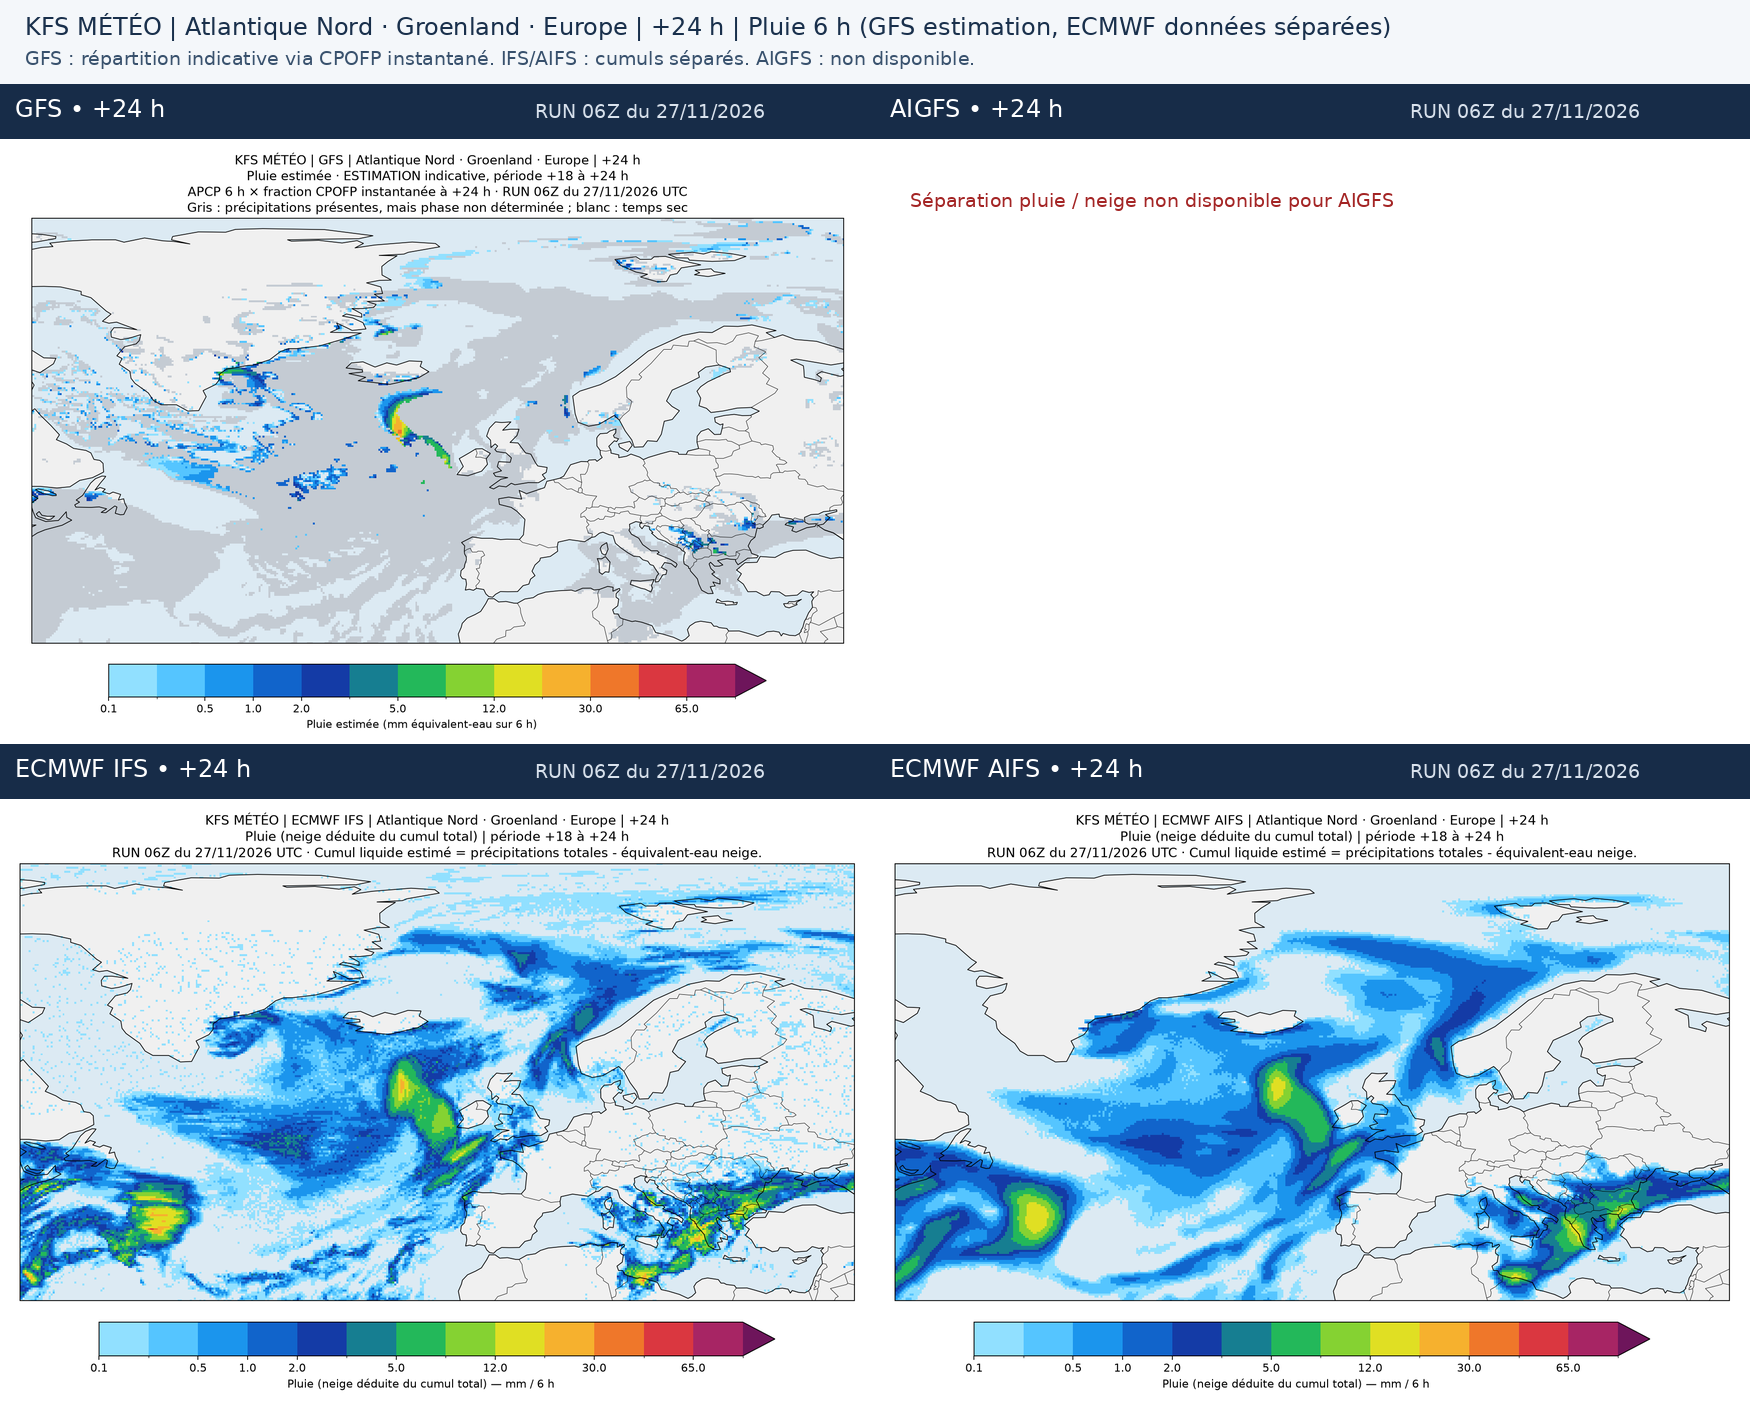 KFS MÉTÉO | Atlantique Nord · Groenland · Europe | +24 h | Pluie 6 h (GFS estimation, ECMWF données séparées)
GFS : répartition indicative via CPOFP instantané. IFS/AIFS : cumuls séparés. AIGFS : non disponible.
GFS • +24 h
RUN 06Z du 27/11/2026
AIGFS • +24 h
RUN 06Z du 27/11/2026
KFS MÉTÉO | GFS | Atlantique Nord · Groenland · Europe | +24 h
Pluie estimée · ESTIMATION indicative, période +18 à +24 h
APCP 6 h × fraction CPOFP instantanée à +24 h · RUN 06Z du 27/11/2026 UTC
Gris : précipitations présentes, mais phase non déterminée ; blanc : temps sec
Séparation pluie / neige non disponible pour AIGFS
0.1 0.5 1.0 2.0 5.0 12.0 30.0 65.0
Pluie estimée (mm équivalent-eau sur 6 h)
ECMWF IFS • +24 h
RUN 06Z du 27/11/2026
ECMWF AIFS • +24 h
RUN 06Z du 27/11/2026
KFS MÉTÉO | ECMWF IFS | Atlantique Nord · Groenland · Europe | +24 h
Pluie (neige déduite du cumul total) | période +18 à +24 h
RUN 06Z du 27/11/2026 UTC · Cumul liquide estimé = précipitations totales - équivalent-eau neige.
0.1 0.5 1.0 2.0 5.0 12.0 30.0 65.0
Pluie (neige déduite du cumul total) — mm / 6 h
KFS MÉTÉO | ECMWF AIFS | Atlantique Nord · Groenland · Europe | +24 h
Pluie (neige déduite du cumul total) | période +18 à +24 h
RUN 06Z du 27/11/2026 UTC · Cumul liquide estimé = précipitations totales - équivalent-eau neige.
0.1 0.5 1.0 2.0 5.0 12.0 30.0 65.0
Pluie (neige déduite du cumul total) — mm / 6 h